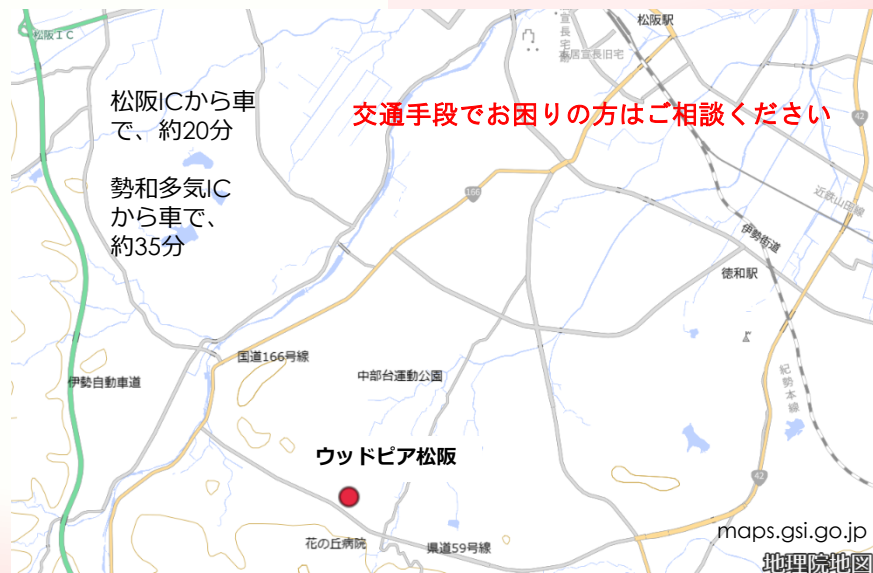 松阪IC
松阪駅
本居宣長旧宅
松阪ICから車
で、約20分
交通手段でお困りの方はご相談ください
42
勢和多気IC
から車で、
約35分
166
近鉄山田線
伊勢街道
徳和駅
国道166号線
伊勢自動車道
中部台運動公園
紀勢本線
ウッドピア松阪
42
花の丘病院
県道59号線
maps.gsi.go.jp
地理院地図